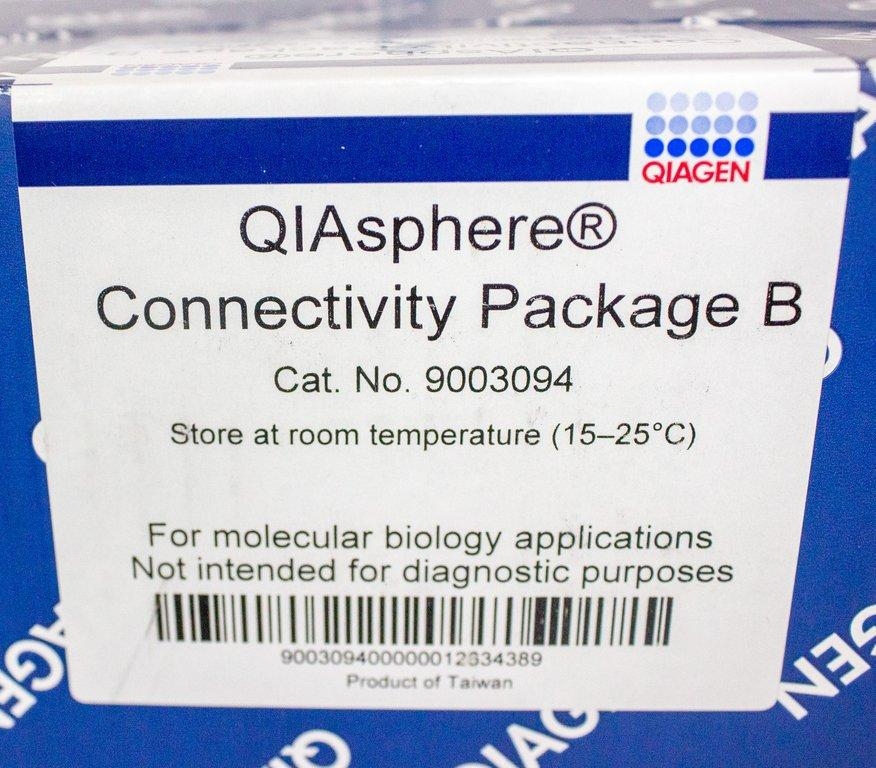 QIAGEN
QIAsphere®
Connectivity Package B
Cat. No. 9003094
Store at room temperature (15–25°C)
For molecular biology applications
Not intended for diagnostic purposes
900309400000012634389
Product of Taiwan